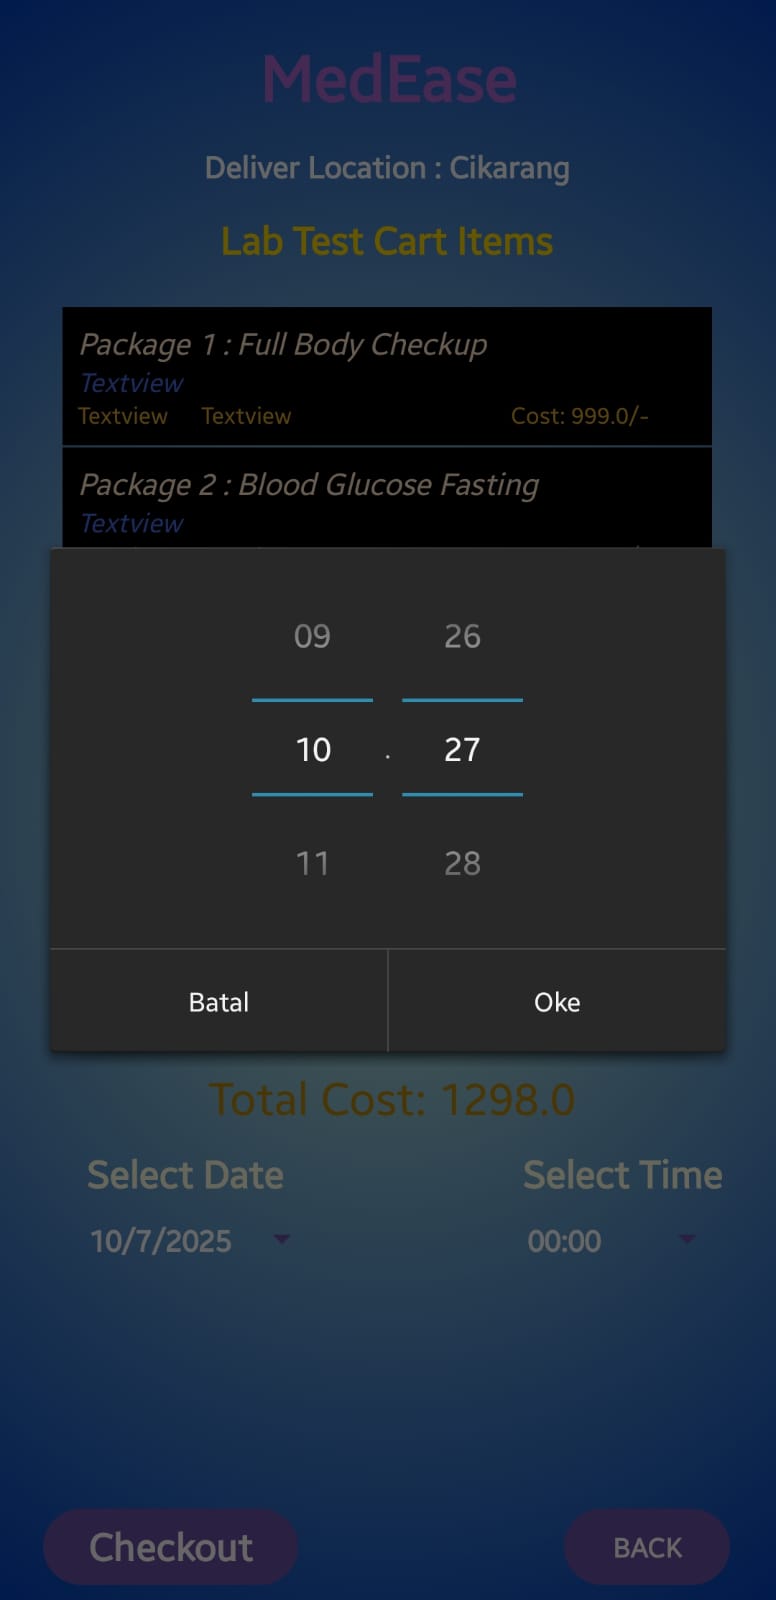 MedEase
Deliver Location : Cikarang
Lab Test Cart Items
Package 1 : Full Body Checkup
Textview
Textview Textview Cost: 999.0/-
Package 2 : Blood Glucose Fasting
Textview
09 26
10 . 27
11 28
Batal Oke
Total Cost: 1298.0
Select Date Select Time
10/7/2025 00:00
Checkout BACK